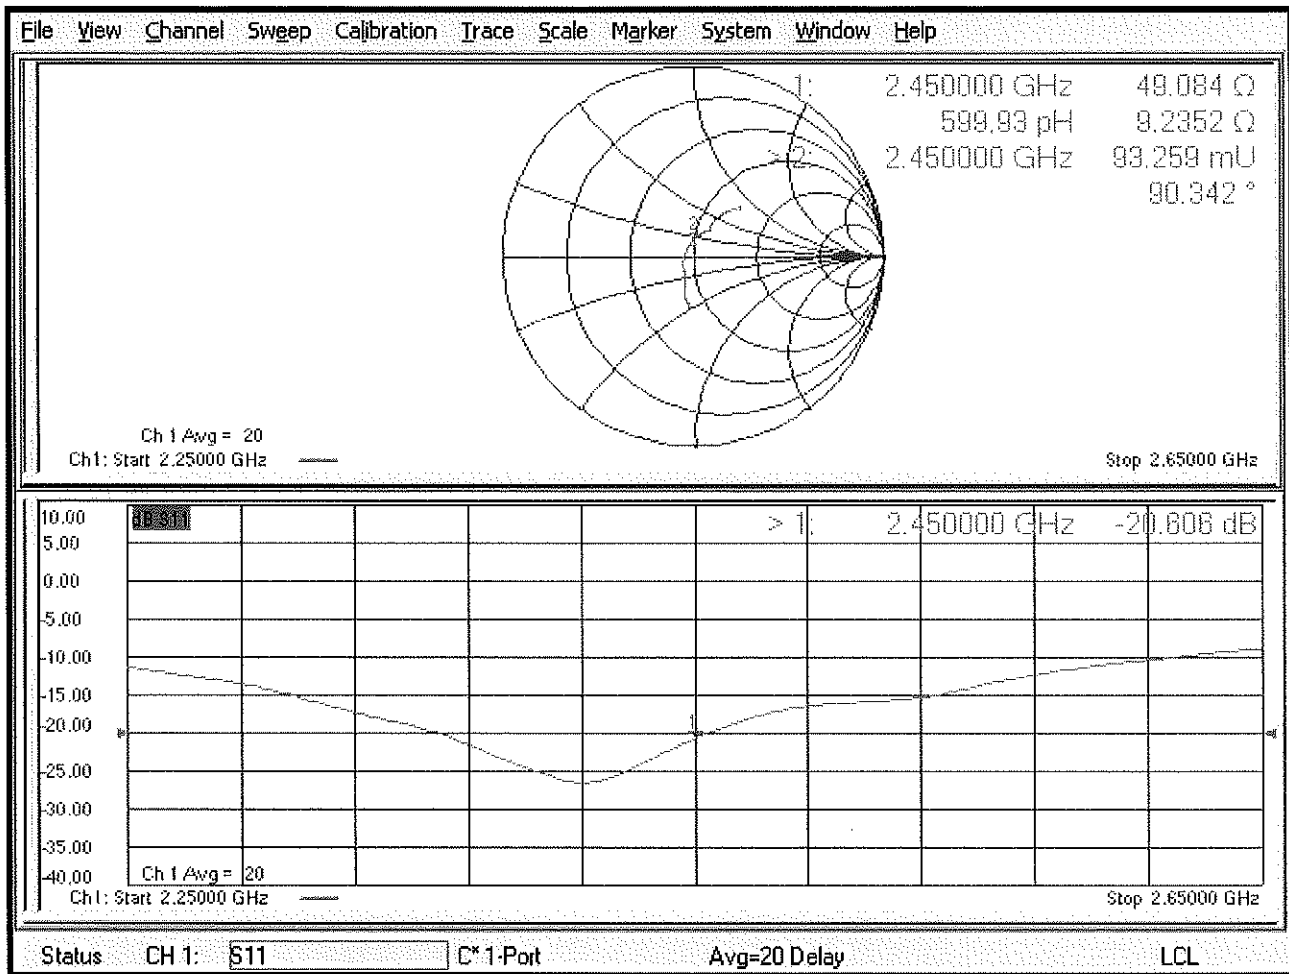 File View Channel Sweep Calibration Trace Scale Marker System Window Help
1: 2.450000 GHz 49.084 Ω
599.93 pH 9.2352 Ω
> 2: 2.450000 GHz 93.259 mU
90.342 °
2
Ch 1 Avg = 20
Ch1: Start 2.25000 GHz
Stop 2.65000 GHz
10.00
dB S11
> 1: 2.450000 GHz -20.606 dB
5.00
0.00
-5.00
-10.00
-15.00
-20.00
1
-25.00
-30.00
-35.00
-40.00
Ch 1 Avg = 20
Ch1: Start 2.25000 GHz
Stop 2.65000 GHz
Status CH 1: S11 C* 1-Port Avg=20 Delay LCL